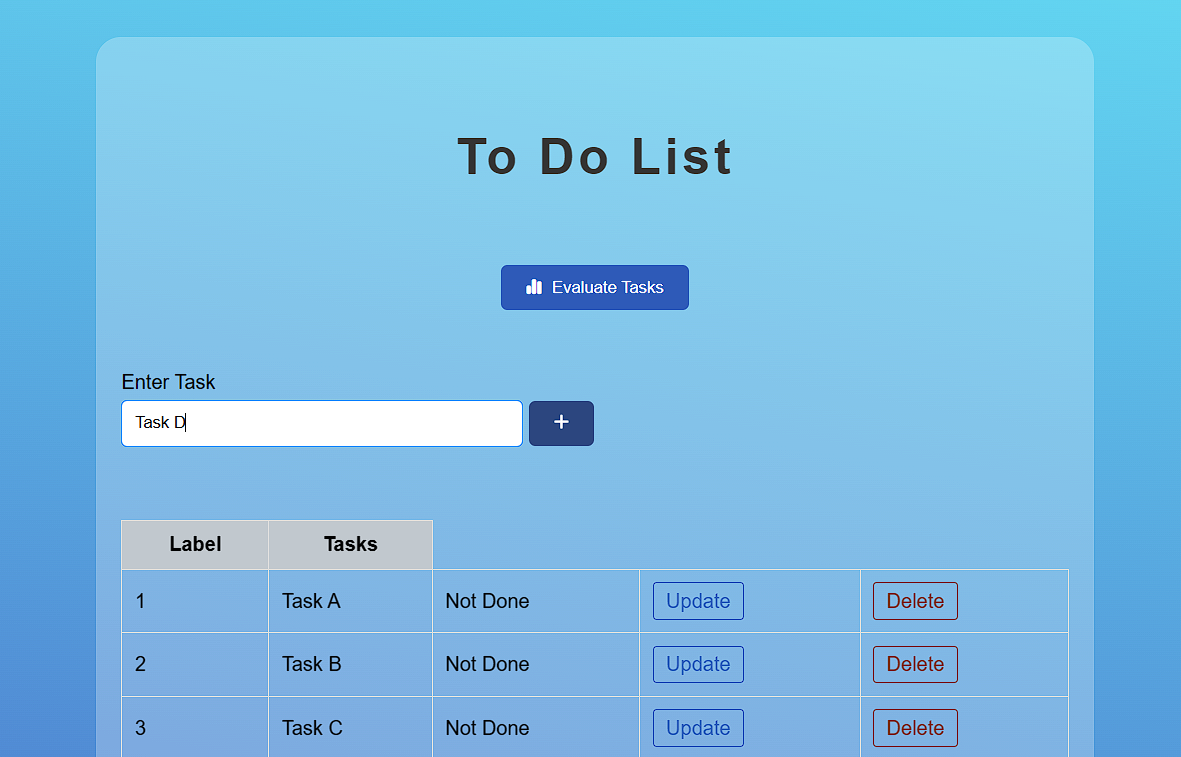 To Do List
Evaluate Tasks
Enter Task
Task D
+
Label Tasks
1 Task A Not Done Update Delete
2 Task B Not Done Update Delete
3 Task C Not Done Update Delete